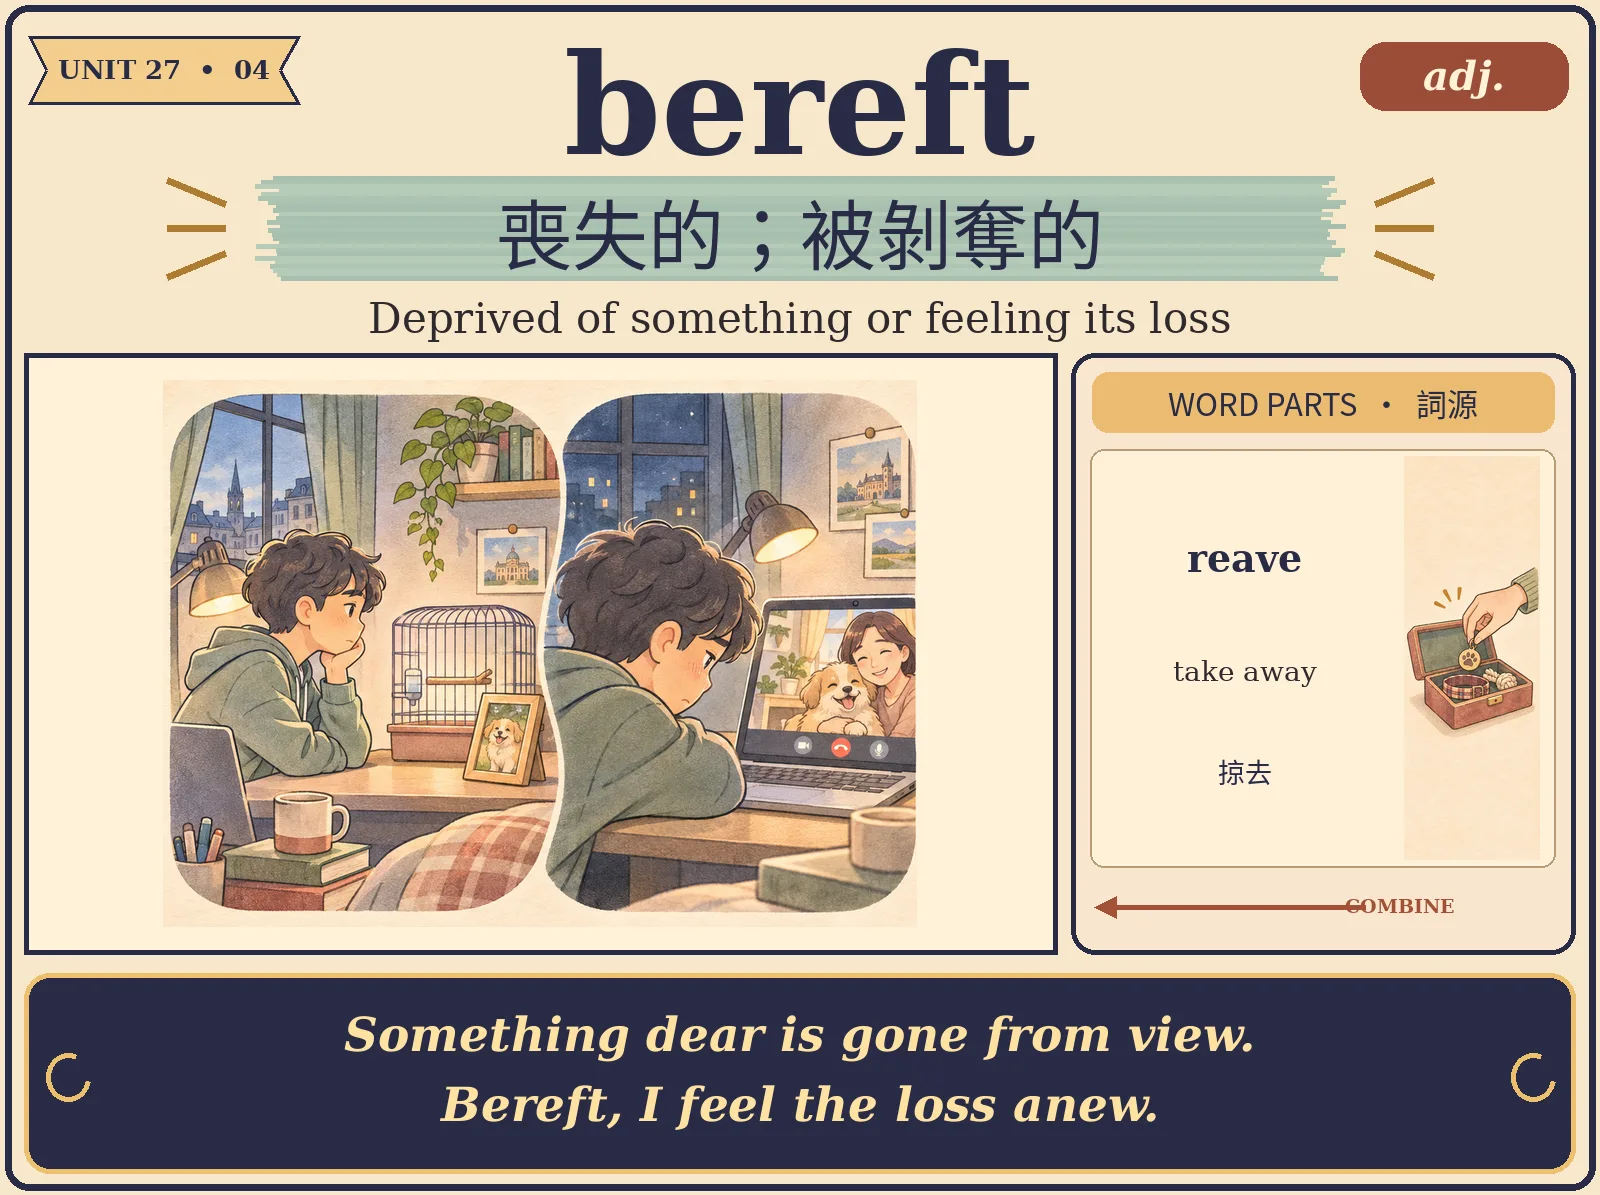 UNIT 27 • 04
bereft
adj.
喪失的；被剝奪的
Deprived of something or feeling its loss
WORD PARTS · 詞源
reave
take away
掠去
COMBINE
Something dear is gone from view.
Bereft, I feel the loss anew.